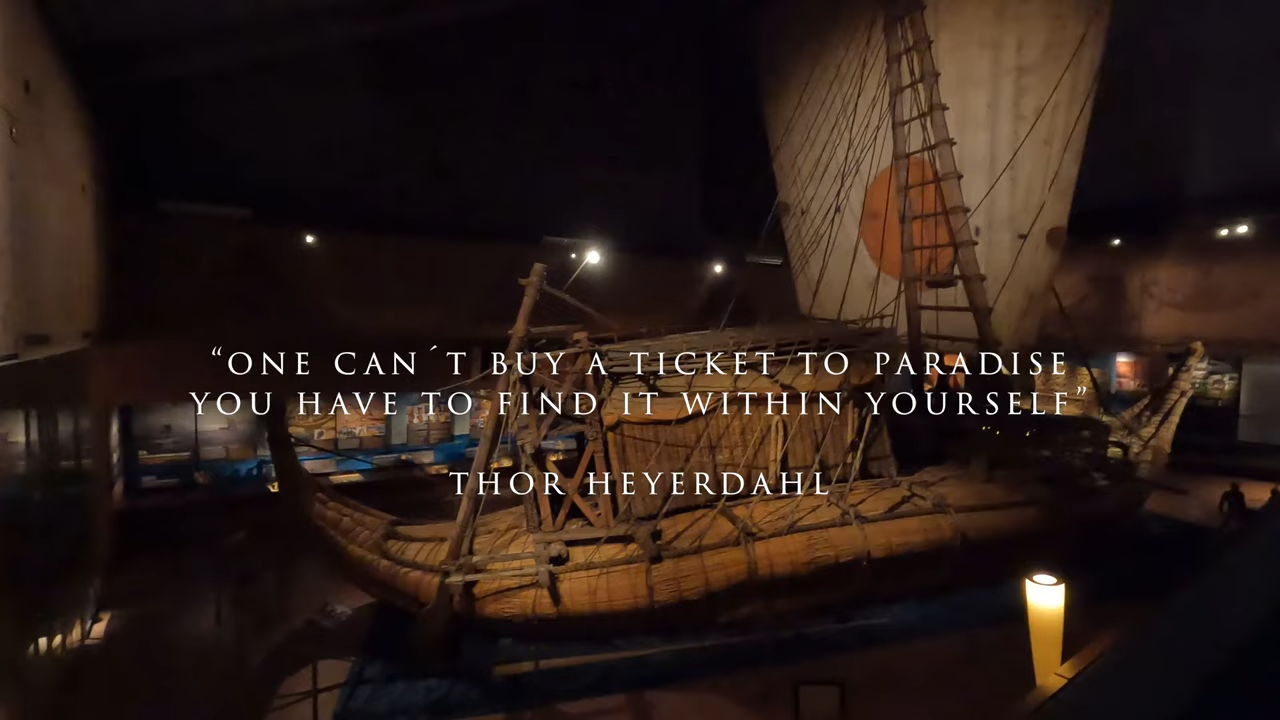 “ONE CAN´T BUY A TICKET TO PARADISE
YOU HAVE TO FIND IT WITHIN YOURSELF”
THOR HEYERDAHL